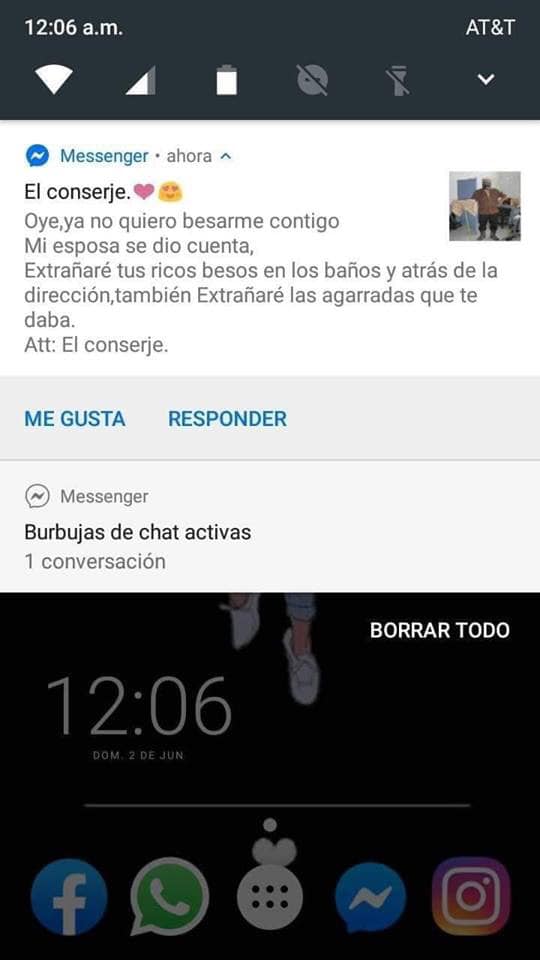 12:06 a.m. AT&T
Messenger • ahora
El conserje.❤😍
Oye,ya no quiero besarme contigo
Mi esposa se dio cuenta,
Extrañaré tus ricos besos en los baños y atrás de la
dirección,también Extrañaré las agarradas que te
daba.
Att: El conserje.
ME GUSTA RESPONDER
Messenger
Burbujas de chat activas
1 conversación
BORRAR TODO
12:06
DOM. 2 DE JUN